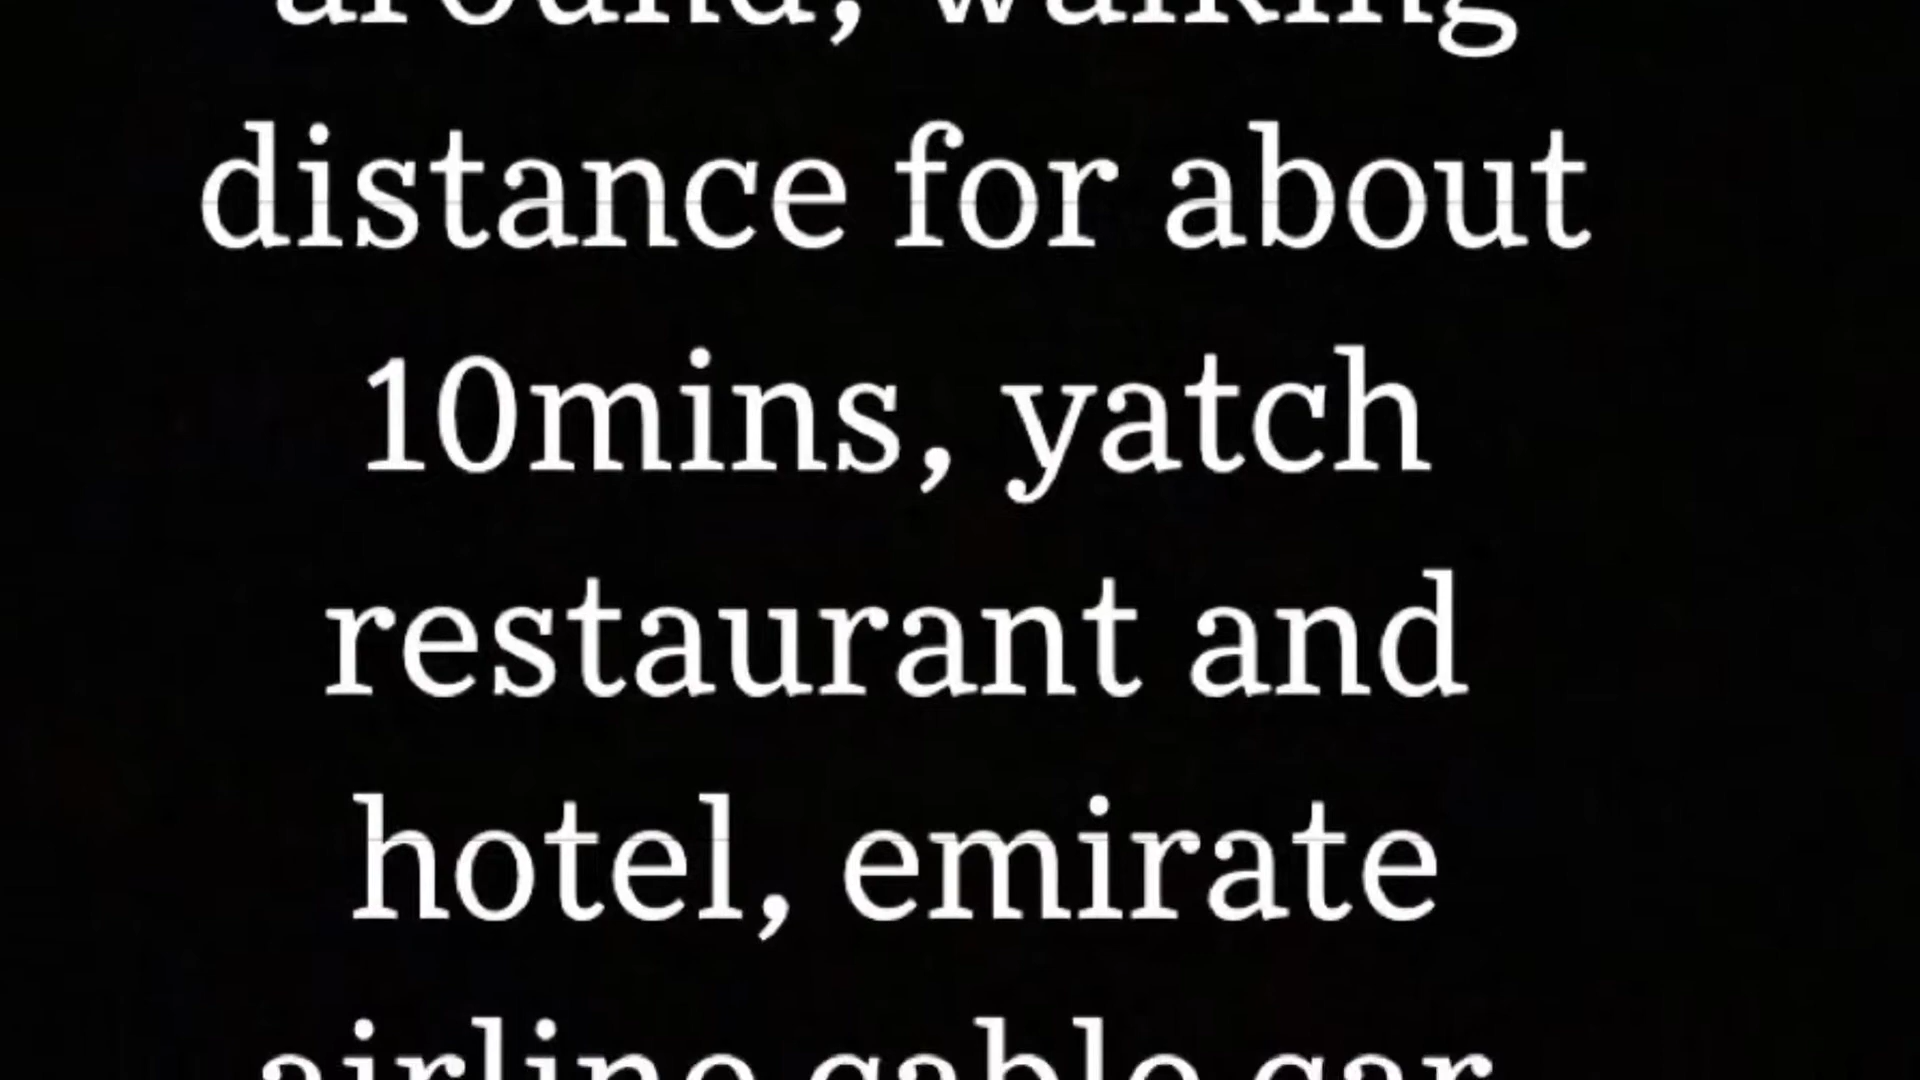 around, walking
distance for about
10mins, yatch
restaurant and
hotel, emirate
airline cable car